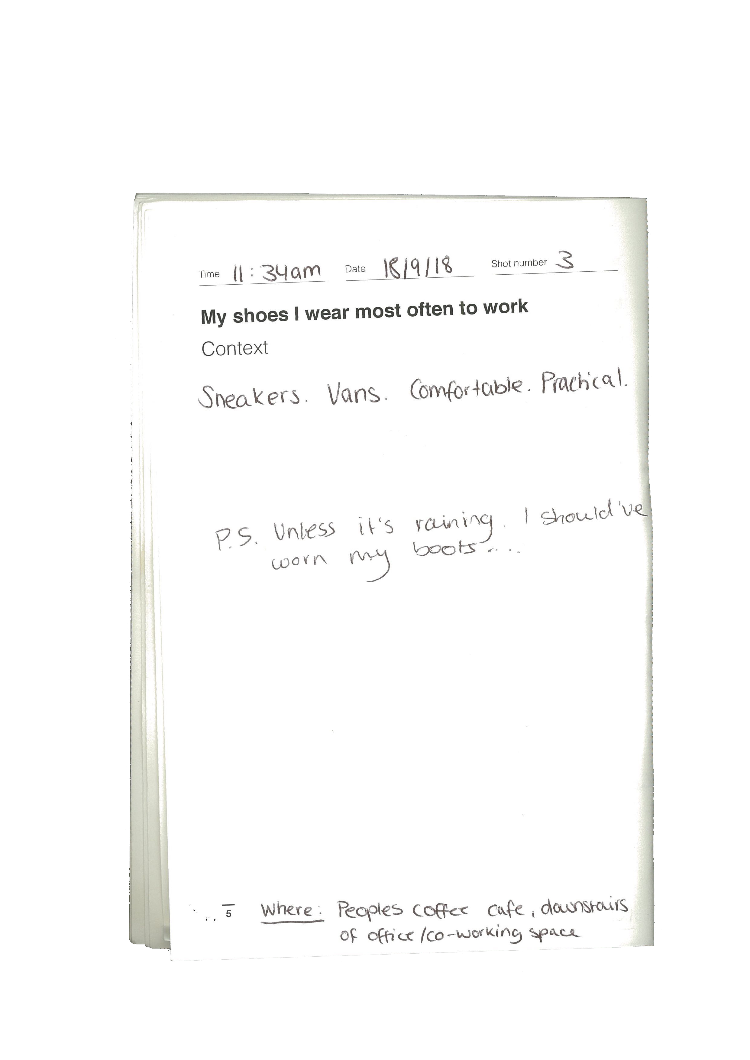 Time 11:34am Date 18/9/18 Shot number 3
My shoes I wear most often to work
Context
Sneakers. Vans. Comfortable. Practical.
P.S. Unless it's raining. I should've
worn my boots....
5 Where: Peoples coffee cafe, downstairs
of office/co-working space